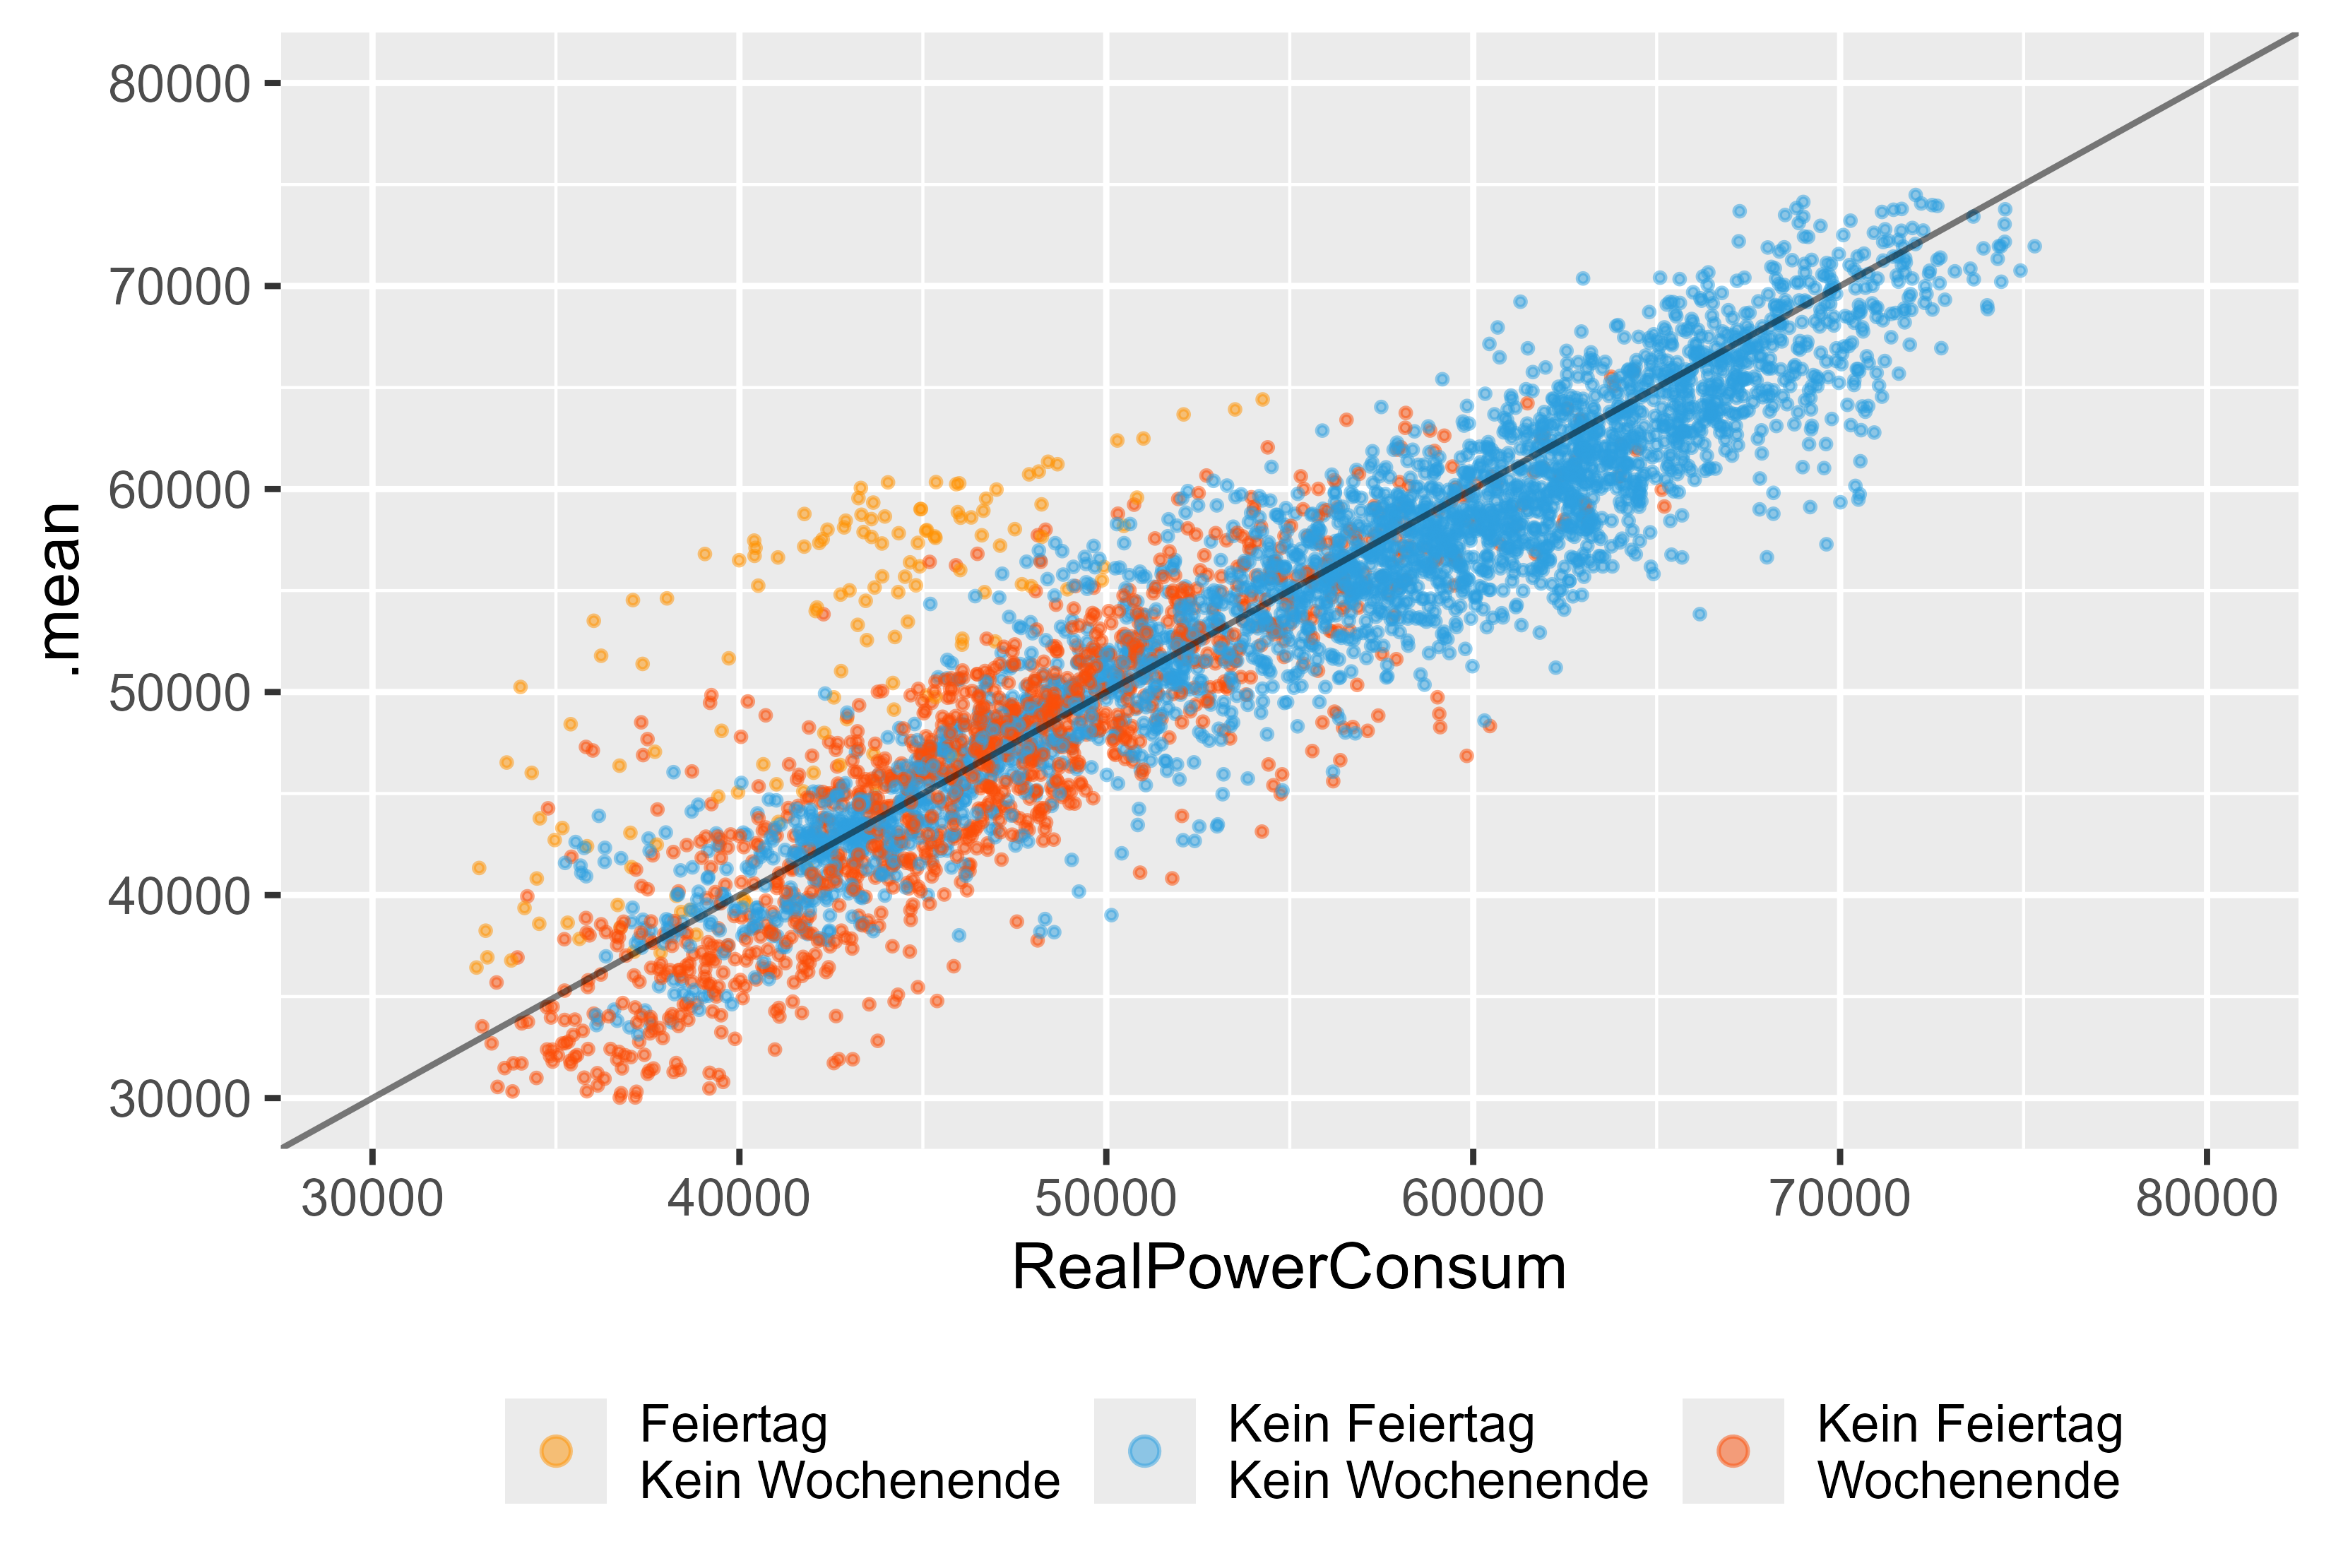 80000
70000
60000
50000
40000
30000
.mean
30000 40000 50000 60000 70000 80000
RealPowerConsum
Feiertag
Kein Wochenende
Kein Feiertag
Kein Wochenende
Kein Feiertag
Wochenende